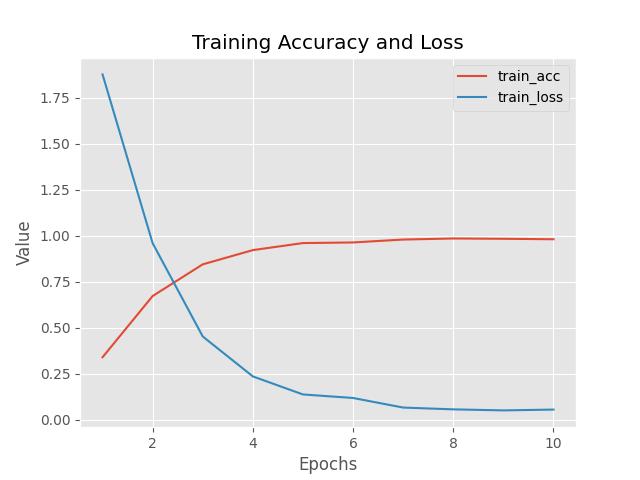 Training Accuracy and Loss
train_acc
train_loss
1.75
1.50
1.25
1.00
0.75
0.50
0.25
0.00
Value
2 4 6 8 10
Epochs